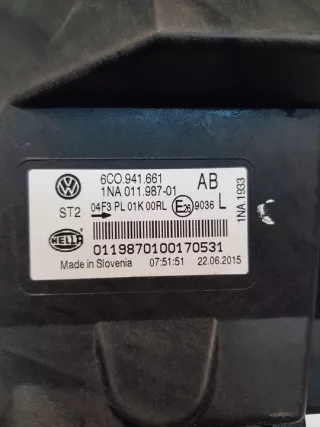 6C0.941.661 AB
1NA 011.987-01
ST2 04F3 PL 01K 00RL E26 9036 L
1NA.1933
HELLA 0119870100170531
Made in Slovenia 07:51:51 22.06.2015